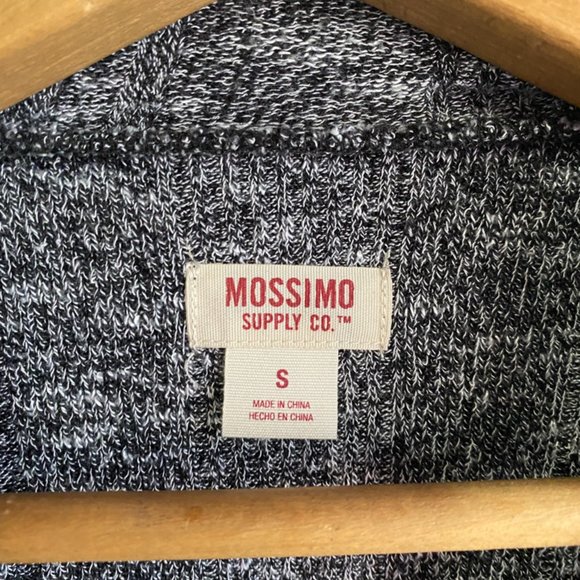 MOSSIMO
SUPPLY CO.™
S
MADE IN CHINA
HECHO EN CHINA